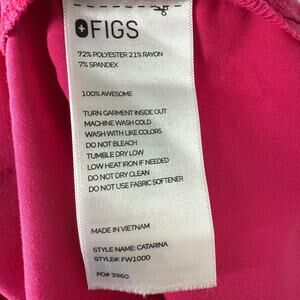 FIGS
72% POLYESTER 21% RAYON
7% SPANDEX
100% AWESOME
TURN GARMENT INSIDE OUT
MACHINE WASH COLD
WASH WITH LIKE COLORS
DO NOT BLEACH
TUMBLE DRY LOW
LOW HEAT IRON IF NEEDED
DO NOT DRY CLEAN
DO NOT USE FABRIC SOFTENER
MADE IN VIETNAM
STYLE NAME: CATARINA
STYLE#: FW1000
PO# 3960